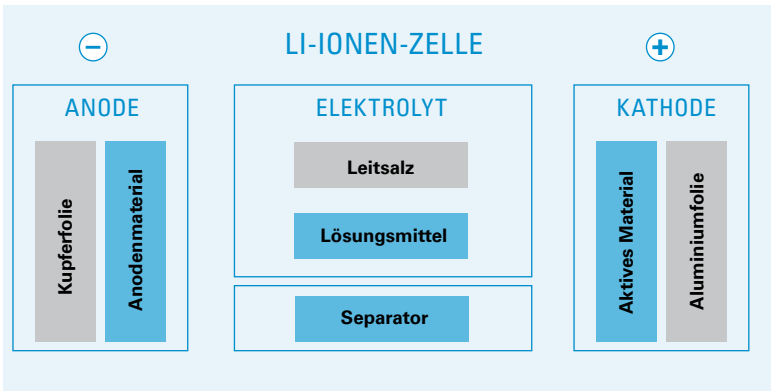 LI-IONEN-ZELLE
ANODE
Kupferfolie
Anodenmaterial
ELEKTROLYT
Leitsalz
Lösungsmittel
Separator
KATHODE
Aktives Material
Aluminiumfolie